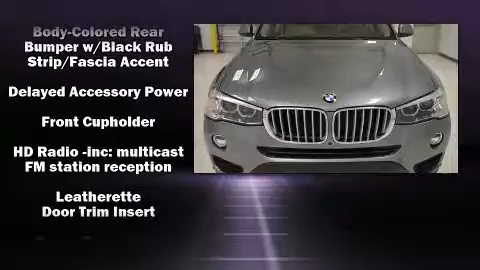 Body-Colored Rear
Bumper w/Black Rub
Strip/Fascia Accent
Delayed Accessory Power
Front Cupholder
HD Radio -inc: multicast
FM station reception
Leatherette
Door Trim Insert